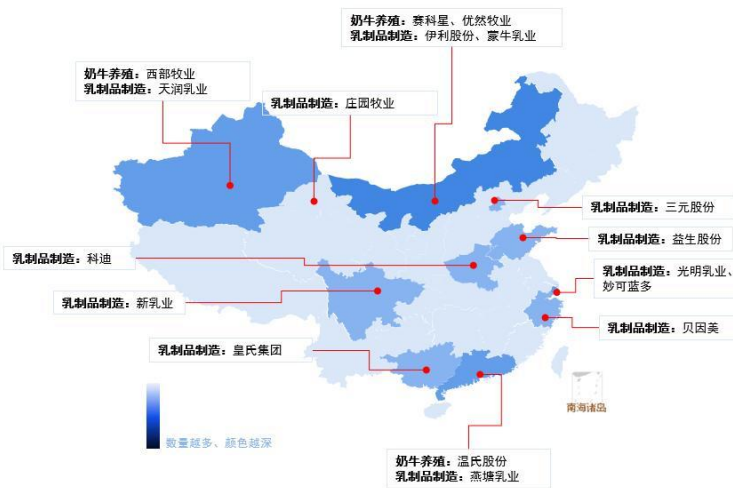 奶牛养殖：赛科星、优然牧业
乳制品制造：伊利股份、蒙牛乳业
奶牛养殖：西部牧业
乳制品制造：天润乳业
乳制品制造：庄园牧业
乳制品制造：三元股份
乳制品制造：益生股份
乳制品制造：科迪
乳制品制造：光明乳业、
妙可蓝多
乳制品制造：新乳业
乳制品制造：贝因美
乳制品制造：皇氏集团
南海诸岛
数量越多、颜色越深
奶牛养殖：温氏股份
乳制品制造：燕塘乳业